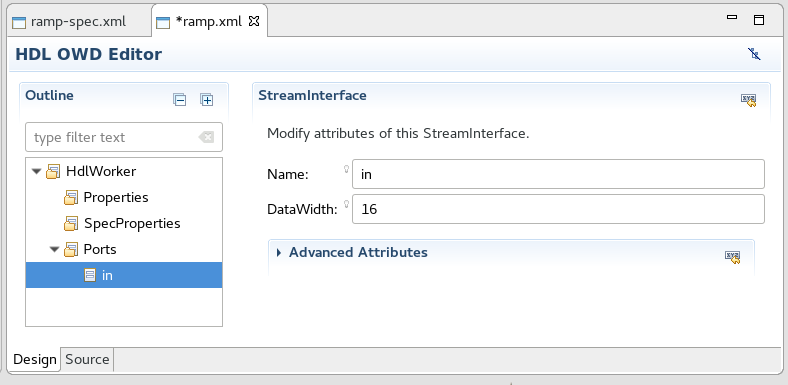 ramp-spec.xml
*ramp.xml
HDL OWD Editor
Outline
type filter text
HdlWorker
Properties
SpecProperties
Ports
in
StreamInterface
Modify attributes of this StreamInterface.
Name: in
DataWidth: 16
Advanced Attributes
Design Source